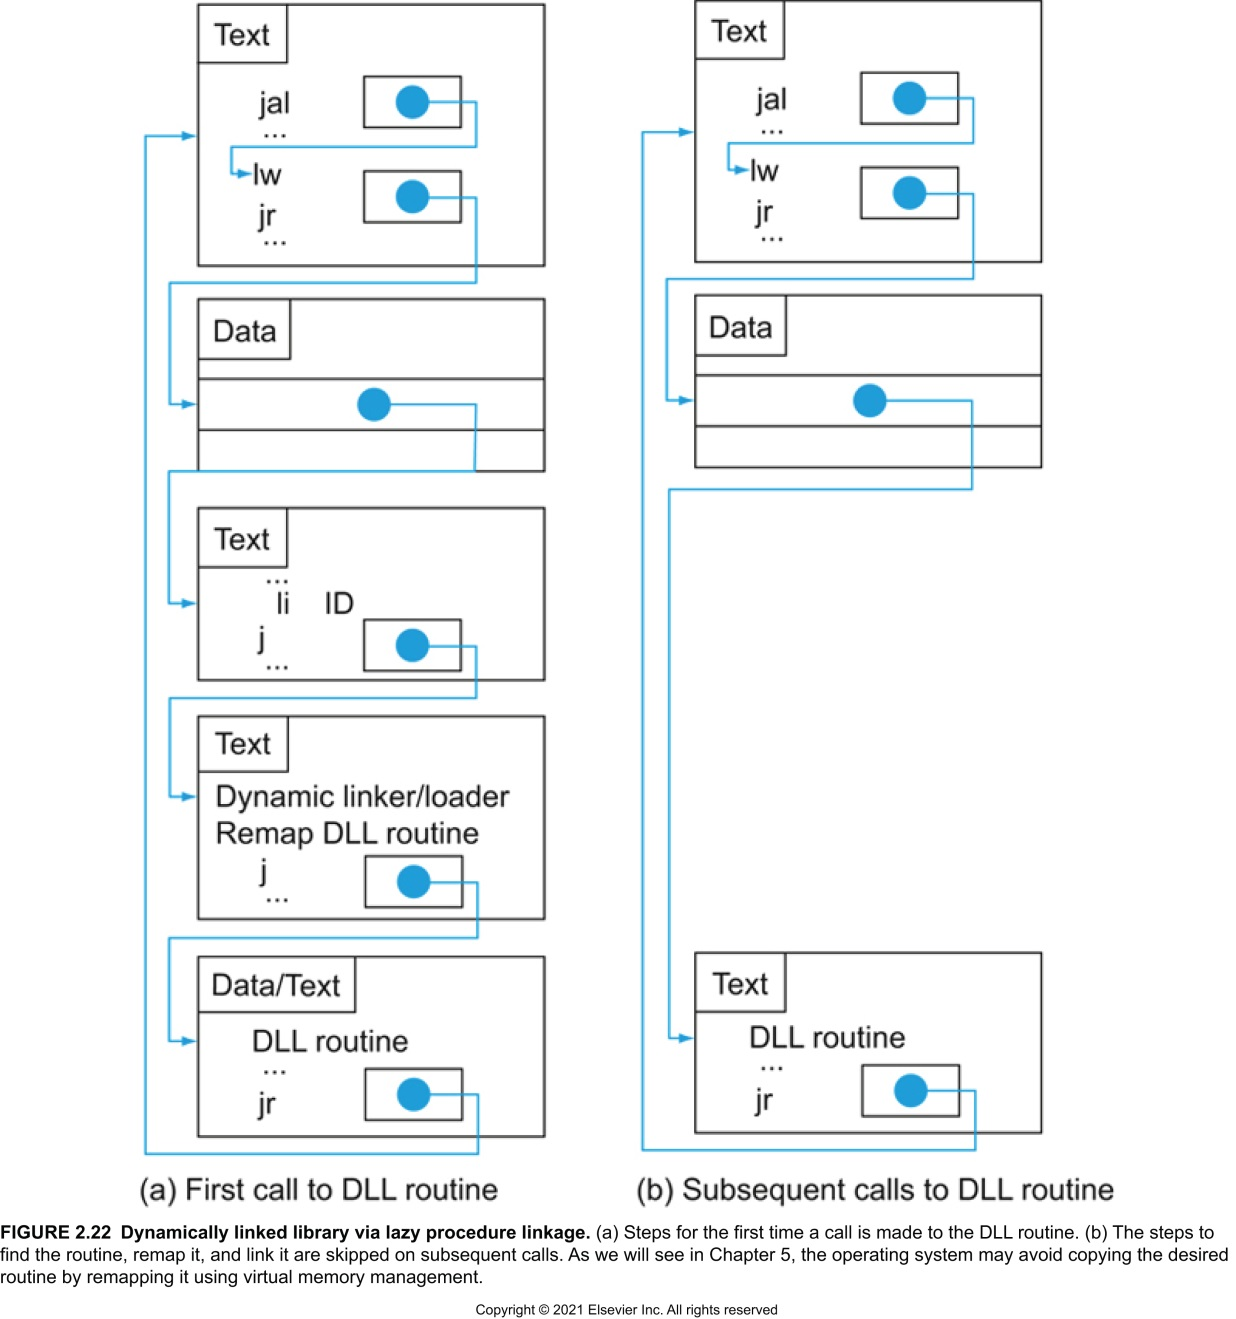 Text
jal
...
lw
jr
...
Data
Text
...
li ID
j
...
Text
Dynamic linker/loader
Remap DLL routine
j
...
Data/Text
DLL routine
...
jr
(a) First call to DLL routine
Text
jal
...
lw
jr
...
Data
Text
DLL routine
...
jr
(b) Subsequent calls to DLL routine
FIGURE 2.22 Dynamically linked library via lazy procedure linkage. (a) Steps for the first time a call is made to the DLL routine. (b) The steps to
find the routine, remap it, and link it are skipped on subsequent calls. As we will see in Chapter 5, the operating system may avoid copying the desired
routine by remapping it using virtual memory management.
Copyright © 2021 Elsevier Inc. All rights reserved